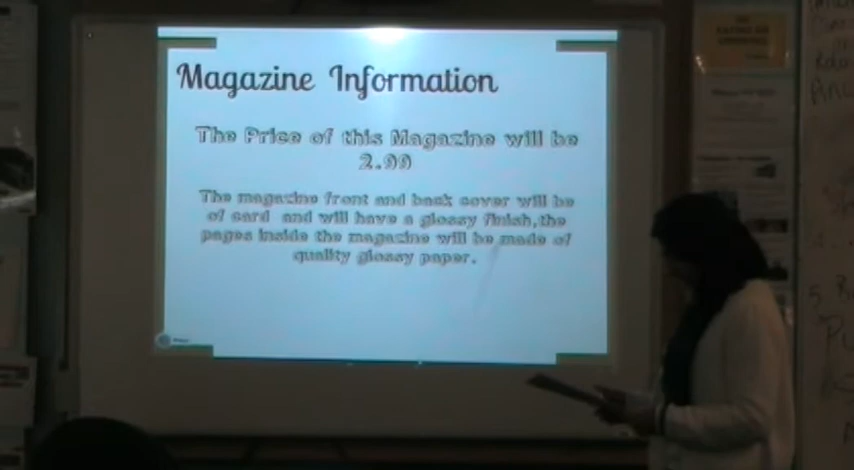 Magazine Information
The Price of this Magazine will be
2.99
The magazine front and back cover will be
of card and will have a glossy finish,the
pages inside the magazine will be made of
quality glossy paper.